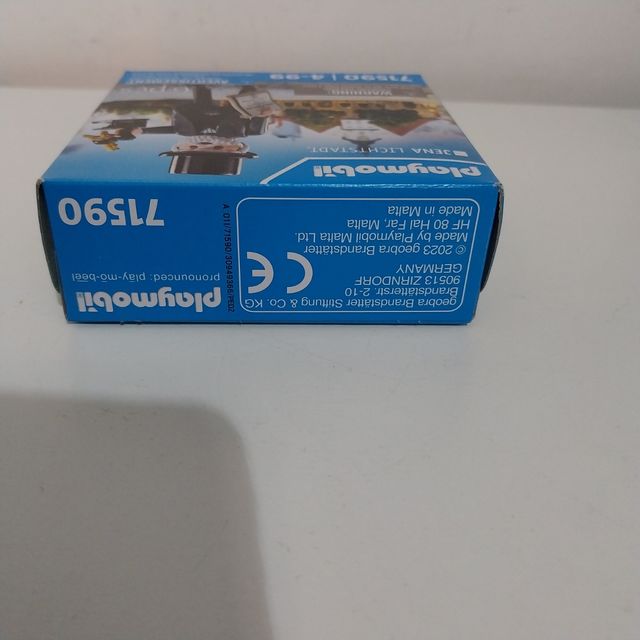 playmobil
pronounced: play-mo-bēēl
71590
geobra Brandstätter Stiftung & Co. KG
Brandstätterstr. 2-10
90513 ZIRNDORF
GERMANY
© 2023 geobra Brandstätter
Made by Playmobil Malta Ltd.
HF 80 Hal Far, Malta
Made in Malta
CE
playmobil
JENA LICHTSTADT.
WARNING
71590 | 4-99